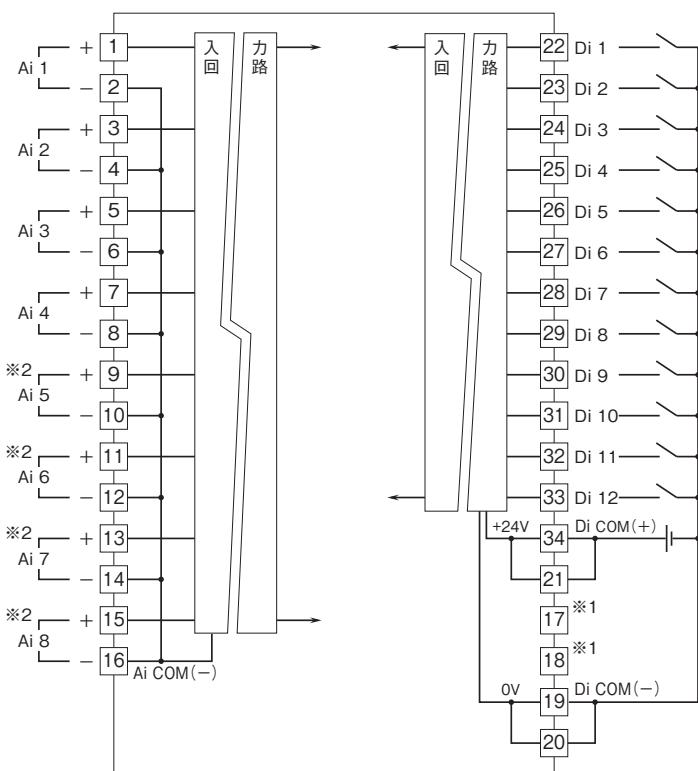 Ai 1
+ 1
− 2
Ai 2
+ 3
− 4
Ai 3
+ 5
− 6
Ai 4
+ 7
− 8
※2
Ai 5
+ 9
− 10
※2
Ai 6
+ 11
− 12
※2
Ai 7
+ 13
− 14
※2
Ai 8
+ 15
− 16
Ai COM(−)
入 力
回 路
入 力
回 路
22 Di 1
23 Di 2
24 Di 3
25 Di 4
26 Di 5
27 Di 6
28 Di 7
29 Di 8
30 Di 9
31 Di 10
32 Di 11
33 Di 12
+24V 34 Di COM(+)
21
17 ※1
18 ※1
0V 19 Di COM(−)
20